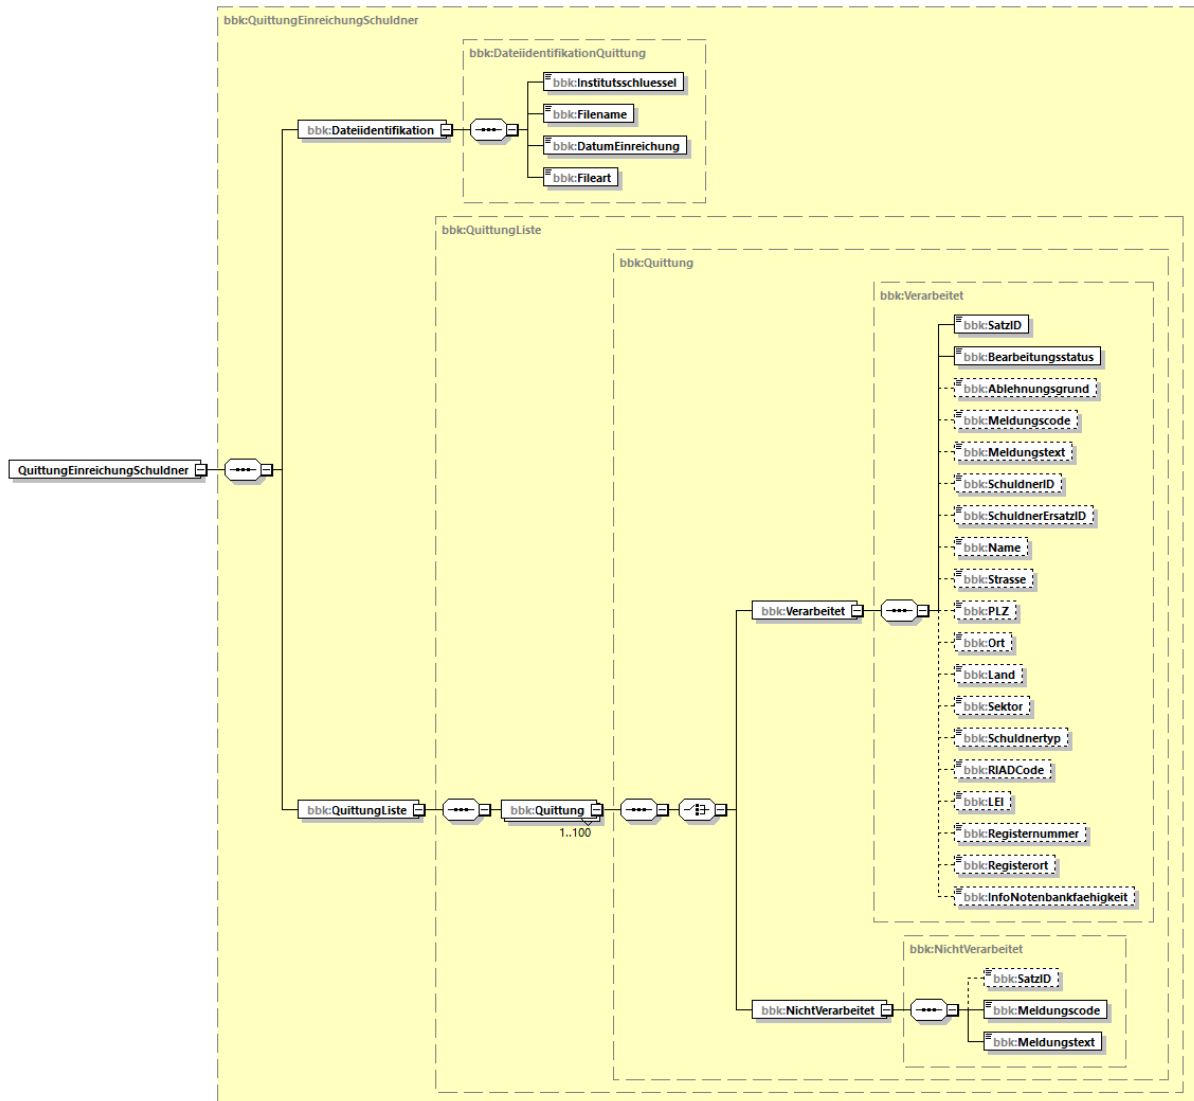 bbk:QuittungEinreichungSchuldner
bbk:DateiidentifikationQuittung
bbk:Institutsschluessel
bbk:Filename
bbk:Dateiidentifikation
bbk:DatumEinreichung
bbk:Fileart
bbk:QuittungListe
bbk:Quittung
bbk:Verarbeitet
bbk:SatzID
bbk:Bearbeitungsstatus
bbk:Ablehnungsgrund
bbk:Meldungscode
bbk:Meldungstext
QuittungEinreichungSchuldner
bbk:SchuldnerID
bbk:SchuldnerErsatzID
bbk:Name
bbk:Strasse
bbk:Verarbeitet
bbk:PLZ
bbk:Ort
bbk:Land
bbk:Sektor
bbk:Schuldnertyp
bbk:RIADCode
bbk:LEI
bbk:QuittungListe
bbk:Quittung
1..100
bbk:Registernummer
bbk:Registerort
bbk:InfoNotenbankfaehigkeit
bbk:NichtVerarbeitet
bbk:SatzID
bbk:NichtVerarbeitet
bbk:Meldungscode
bbk:Meldungstext